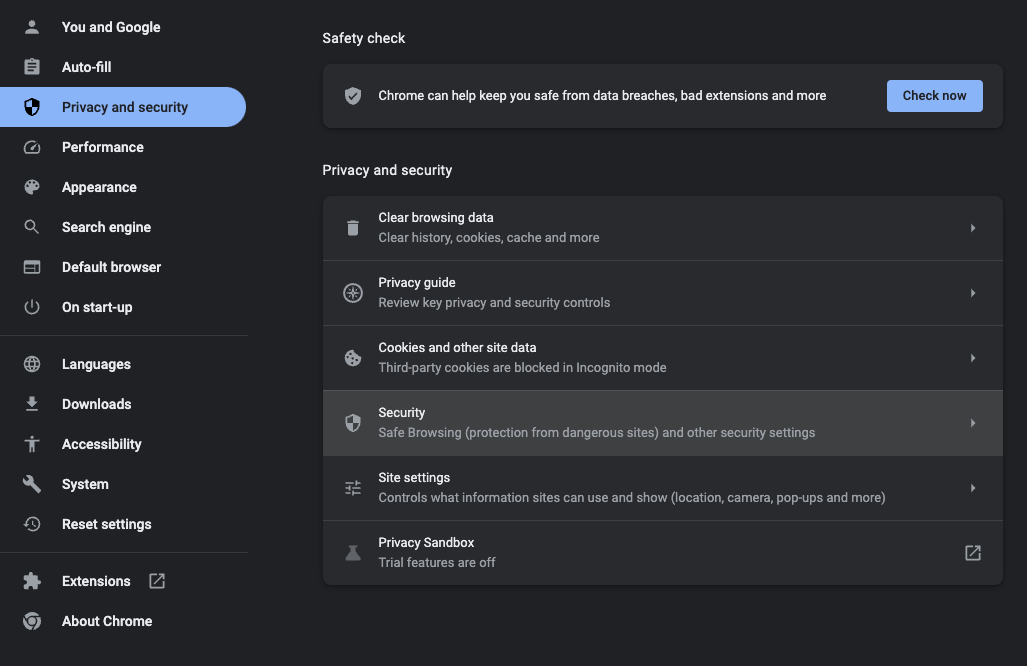 You and Google
Auto-fill
Privacy and security
Performance
Appearance
Search engine
Default browser
On start-up
Languages
Downloads
Accessibility
System
Reset settings
Extensions
About Chrome
Safety check
Chrome can help keep you safe from data breaches, bad extensions and more
Check now
Privacy and security
Clear browsing data
Clear history, cookies, cache and more
Privacy guide
Review key privacy and security controls
Cookies and other site data
Third-party cookies are blocked in Incognito mode
Security
Safe Browsing (protection from dangerous sites) and other security settings
Site settings
Controls what information sites can use and show (location, camera, pop-ups and more)
Privacy Sandbox
Trial features are off